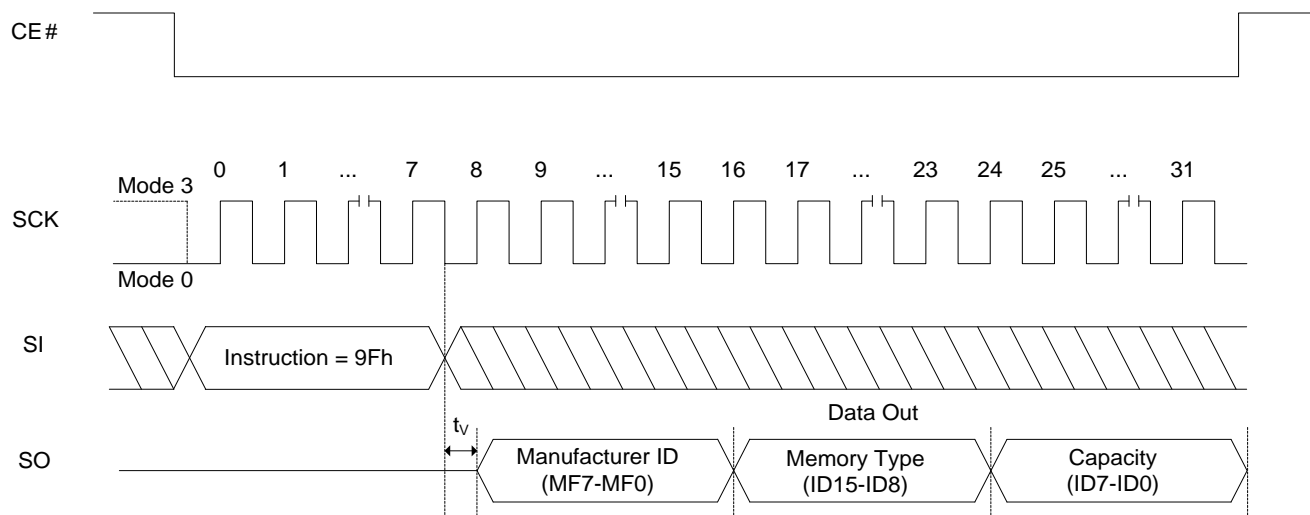 CE#
0 1 ... 7 8 9 ... 15 16 17 ... 23 24 25 ... 31
Mode 3
SCK
Mode 0
SI
Instruction = 9Fh
Data Out
tV
SO
Manufacturer ID
(MF7-MF0)
Memory Type
(ID15-ID8)
Capacity
(ID7-ID0)